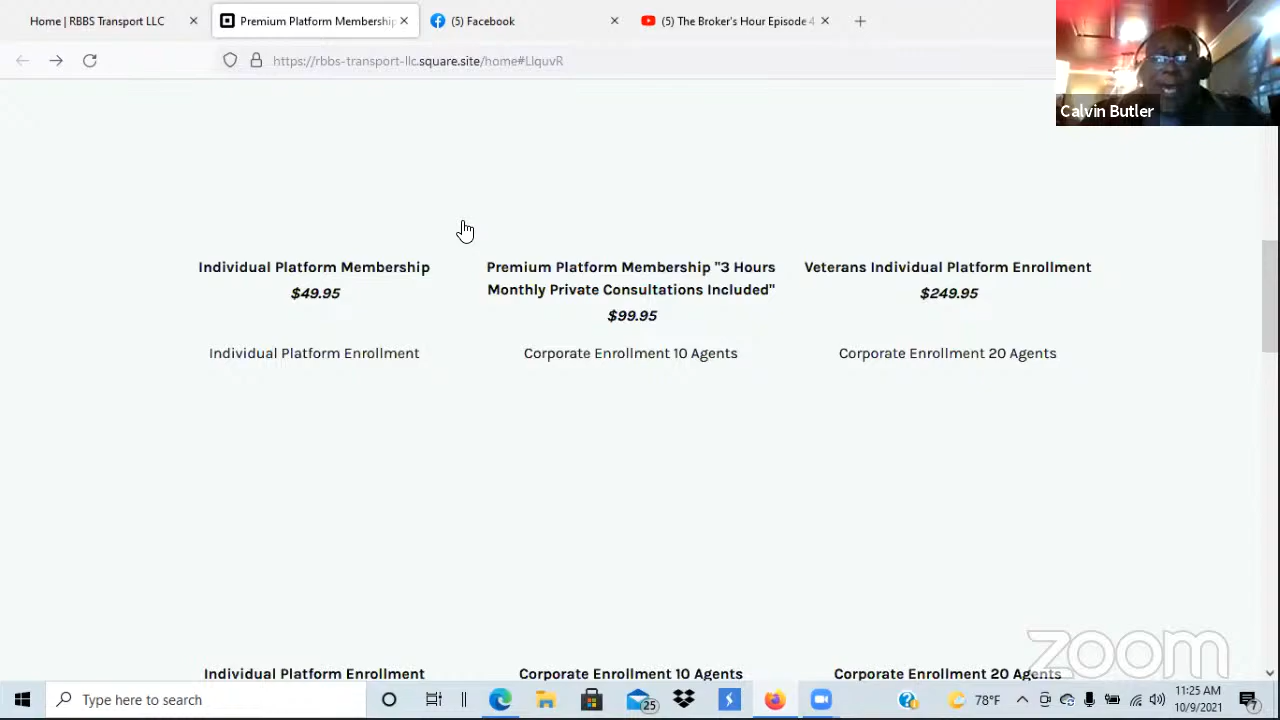 Home | RBBS Transport LLC
Premium Platform Membership
(5) Facebook
(5) The Broker's Hour Episode 4
https://rbbs-transport-llc.square.site/home#LlquvR
Calvin Butler
Individual Platform Membership
$49.95
Premium Platform Membership "3 Hours
Monthly Private Consultations Included"
$99.95
Veterans Individual Platform Enrollment
$249.95
Individual Platform Enrollment
Corporate Enrollment 10 Agents
Corporate Enrollment 20 Agents
Individual Platform Enrollment
Corporate Enrollment 10 Agents
Corporate Enrollment 20 Agents
zoom
Type here to search
25
78°F
11:25 AM
10/9/2021
7